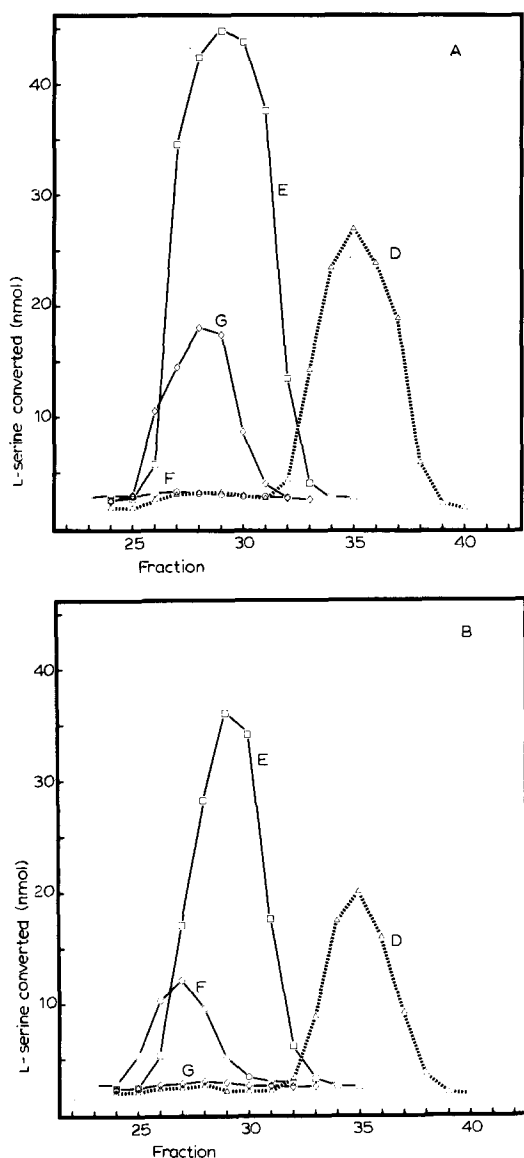 A
40
30
20
10
L-serine converted (nmol)
E
D
G
F
25 30 35 40
Fraction
B
40
30
20
10
L-serine converted (nmol)
E
D
F
G
25 30 35 40
Fraction